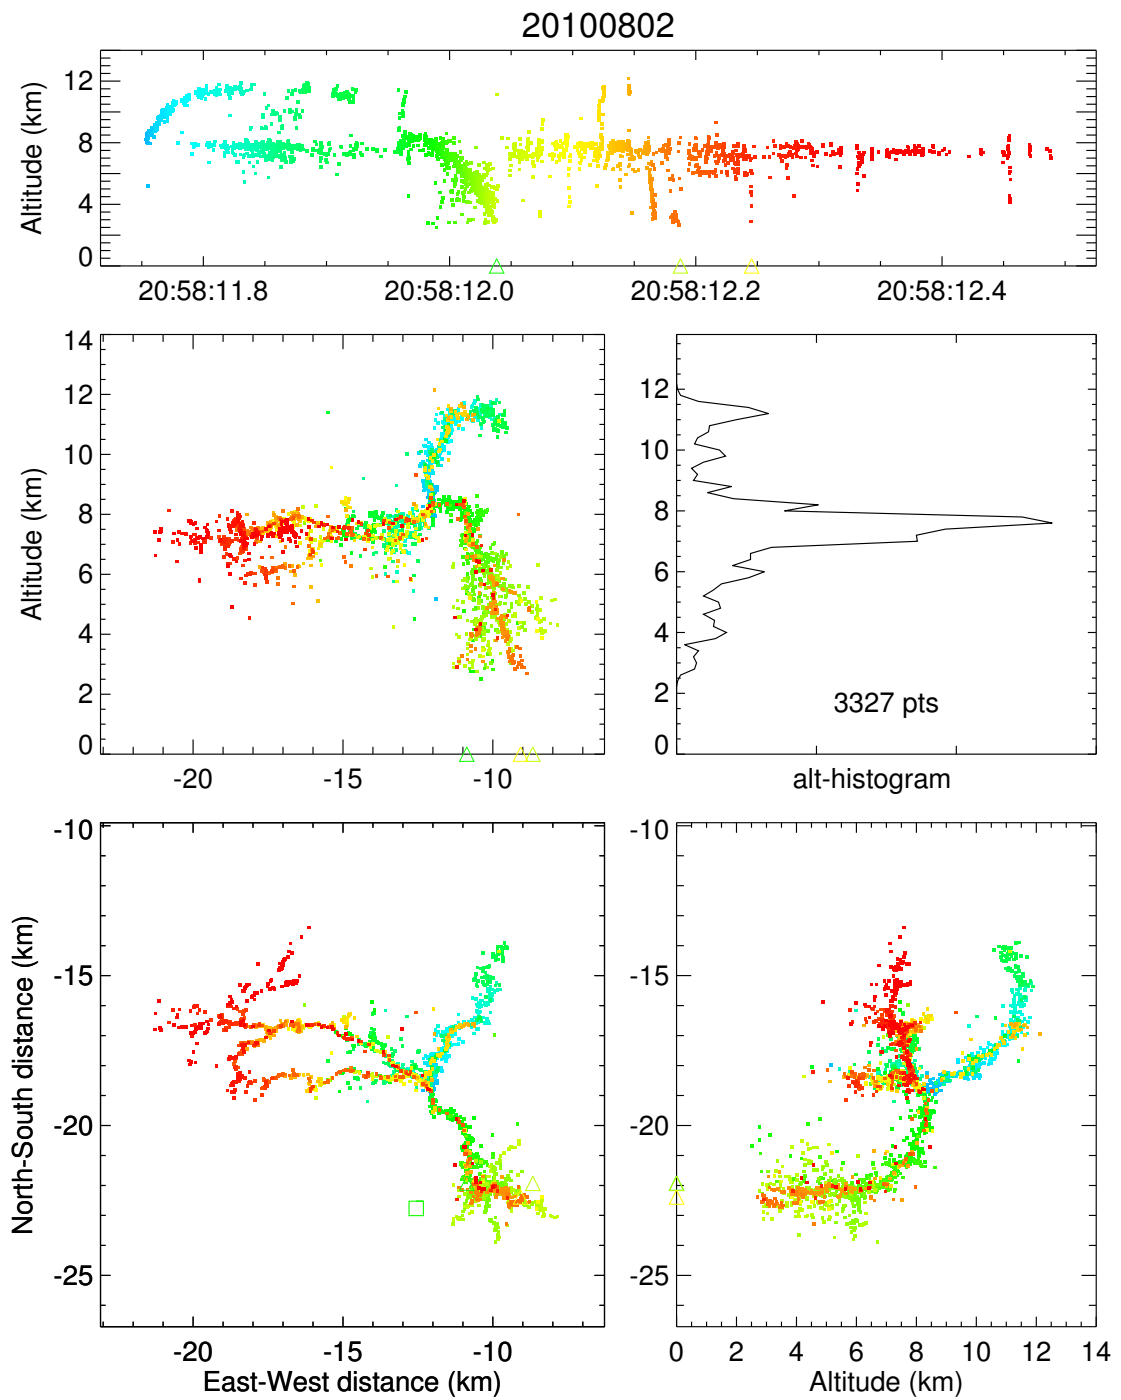 20100802
Altitude (km)
12
8
4
0
20:58:11.8 20:58:12.0 20:58:12.2 20:58:12.4
Altitude (km)
14
12
10
8
6
4
2
0
-20 -15 -10
12
10
8
6
4
2
0
3327 pts
alt-histogram
North-South distance (km)
-10
-15
-20
-25
-20 -15 -10
East-West distance (km)
-10
-15
-20
-25
0 2 4 6 8 10 12 14
Altitude (km)